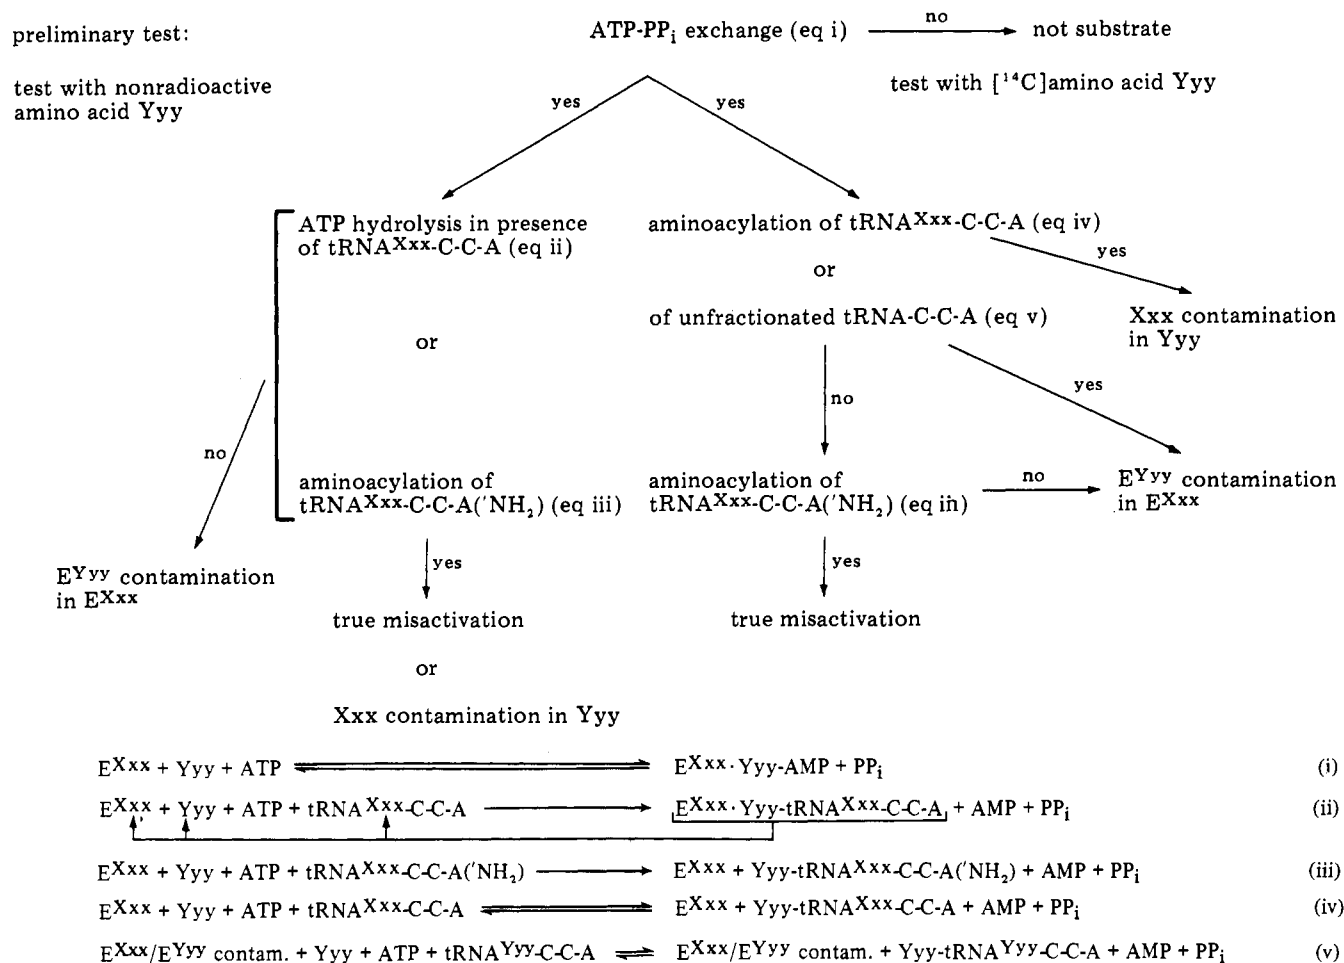 preliminary test:
ATP-PPi exchange (eq i)
no
not substrate
test with nonradioactive
amino acid Yyy
yes
yes
test with [14C]amino acid Yyy
ATP hydrolysis in presence
of tRNAXxx-C-C-A (eq ii)
aminoacylation of tRNAXxx-C-C-A (eq iv)
yes
or
or
of unfractionated tRNA-C-C-A (eq v)
Xxx contamination
in Yyy
yes
no
no
aminoacylation of
tRNAXxx-C-C-A('NH2) (eq iii)
aminoacylation of
tRNAXxx-C-C-A('NH2) (eq iii)
no
EYyy contamination
in EXxx
EYyy contamination
in EXxx
yes
yes
true misactivation
true misactivation
or
Xxx contamination in Yyy
EXxx + Yyy + ATP ⇌ EXxx·Yyy-AMP + PPi (i)
EXxx + Yyy + ATP + tRNAXxx-C-C-A → EXxx·Yyy-tRNAXxx-C-C-A + AMP + PPi (ii)
EXxx + Yyy + ATP + tRNAXxx-C-C-A('NH2) → EXxx + Yyy-tRNAXxx-C-C-A('NH2) + AMP + PPi (iii)
EXxx + Yyy + ATP + tRNAXxx-C-C-A ⇌ EXxx + Yyy-tRNAXxx-C-C-A + AMP + PPi (iv)
EXxx/EYyy contam. + Yyy + ATP + tRNAYyy-C-C-A ⇌ EXxx/EYyy contam. + Yyy-tRNAYyy-C-C-A + AMP + PPi (v)